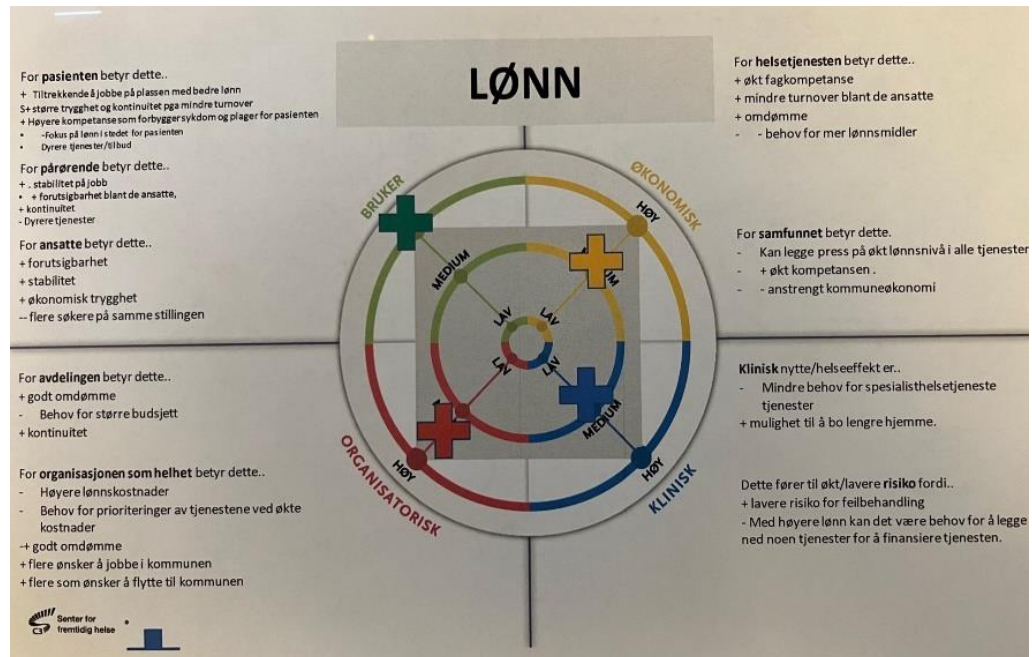 LØNN
For pasienten betyr dette..
+ Tiltrekkende å jobbe på plassen med bedre lønn
S+ større trygghet og kontinuitet pga mindre turnover
+ Høyere kompetanse som forbyggersykdom og plager for pasienten
• -Fokus på lønn i stedet for pasienten
• Dyrere tjenester/tilbud
For pårørende betyr dette..
+ . stabilitet på jobb
• + forutsigbarhet blant de ansatte,
+ kontinuitet
- Dyrere tjenester
For ansatte betyr dette..
+ forutsigbarhet
+ stabilitet
+ økonomisk trygghet
-- flere søkere på samme stillingen
For helsetjenesten betyr dette..
+ økt fagkompetanse
+ mindre turnover blant de ansatte
+ omdømme
- - behov for mer lønnsmidler
For samfunnet betyr dette.
- Kan legge press på økt lønnsnivå i alle tjenester
- + økt kompetansen .
- - anstrengt kommuneøkonomi
BRUKER
ØKONOMISK
HØY
MEDIUM
LAV
LAV
LAV
LAV
MEDIUM
HØY
HØY
ORGANISATORISK
KLINISK
For avdelingen betyr dette..
+ godt omdømme
- Behov for større budsjett
+ kontinuitet
For organisasjonen som helhet betyr dette..
- Høyere lønnskostnader
- Behov for prioriteringer av tjenestene ved økte
kostnader
-+ godt omdømme
+ flere ønsker å jobbe i kommunen
+ flere som ønsker å flytte til kommunen
Klinisk nytte/helseeffekt er..
- Mindre behov for spesialisthelsetjeneste
tjenester
+ mulighet til å bo lengre hjemme.
Dette fører til økt/lavere risiko fordi..
+ lavere risiko for feilbehandling
- Med høyere lønn kan det være behov for å legge
ned noen tjenester for å finansiere tjenesten.
Senter for
fremtidig helse